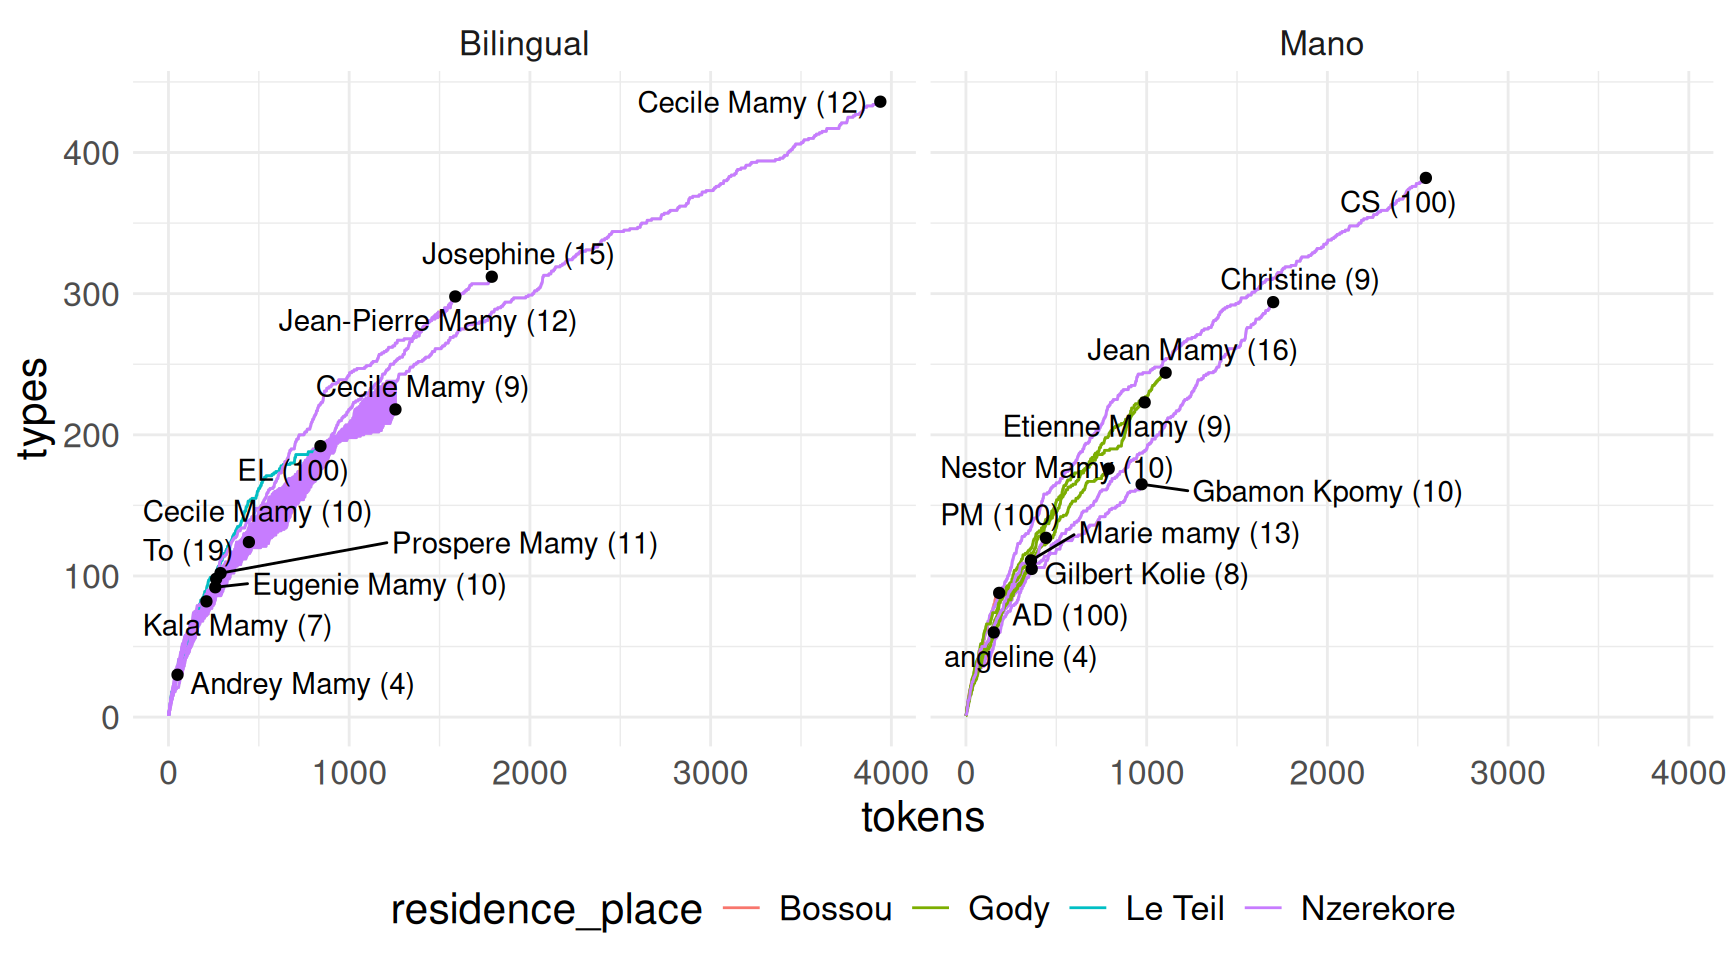 Bilingual
Mano
types
400
300
200
100
0
Cecile Mamy (12)
Josephine (15)
Jean-Pierre Mamy (12)
Cecile Mamy (9)
EL (100)
Cecile Mamy (10)
To (19)
Prospere Mamy (11)
Eugenie Mamy (10)
Kala Mamy (7)
Andrey Mamy (4)
CS (100)
Christine (9)
Jean Mamy (16)
Etienne Mamy (9)
Nestor Mamy (10)
Gbamon Kpomy (10)
PM (100)
Marie mamy (13)
Gilbert Kolie (8)
AD (100)
angeline (4)
0 1000 2000 3000 4000
0 1000 2000 3000 4000
tokens
residence_place Bossou Gody Le Teil Nzerekore